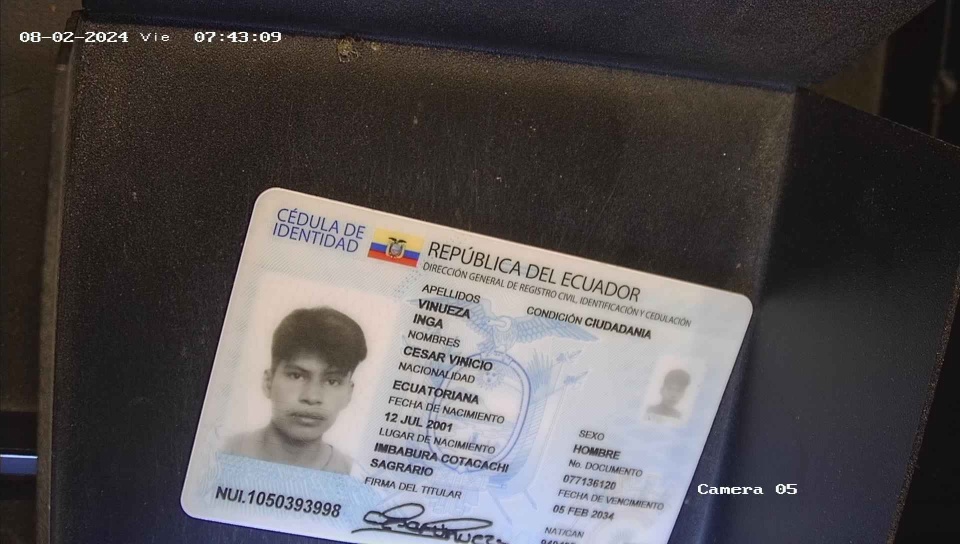 08-02-2024 Vie 07:43:09
CÉDULA DE
IDENTIDAD
REPÚBLICA DEL ECUADOR
DIRECCIÓN GENERAL DE REGISTRO CIVIL, IDENTIFICACIÓN Y CEDULACIÓN
APELLIDOS
VINUEZA
INGA
CONDICIÓN CIUDADANIA
NOMBRES
CESAR VINICIO
NACIONALIDAD
ECUATORIANA
FECHA DE NACIMIENTO
12 JUL 2001
LUGAR DE NACIMIENTO
IMBABURA COTACACHI
SAGRARIO
FIRMA DEL TITULAR
SEXO
HOMBRE
No. DOCUMENTO
077136120
FECHA DE VENCIMIENTO
05 FEB 2034
NAT/CAN
NUI.1050393998
Camera 05